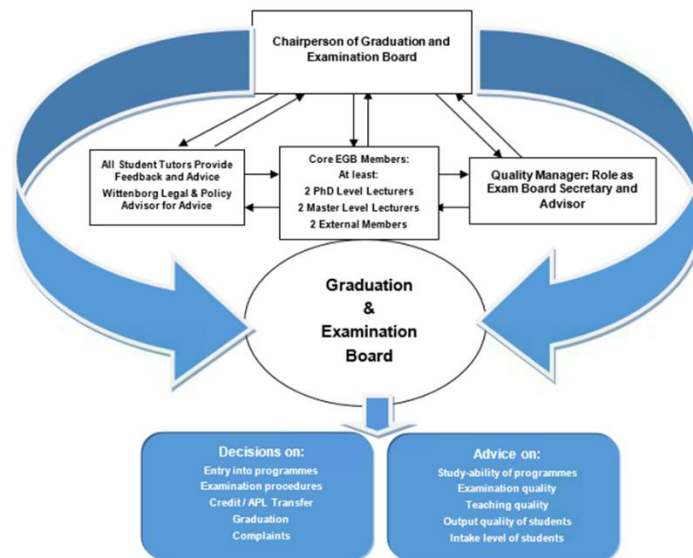 Chairperson of Graduation and
Examination Board
All Student Tutors Provide
Feedback and Advice
Wittenborg Legal & Policy
Advisor for Advice
Core EGB Members:
At least:
2 PhD Level Lecturers
2 Master Level Lecturers
2 External Members
Quality Manager: Role as
Exam Board Secretary and
Advisor
Graduation
&
Examination
Board
Decisions on:
Entry into programmes
Examination procedures
Credit / APL Transfer
Graduation
Complaints
Advice on:
Study-ability of programmes
Examination quality
Teaching quality
Output quality of students
Intake level of students